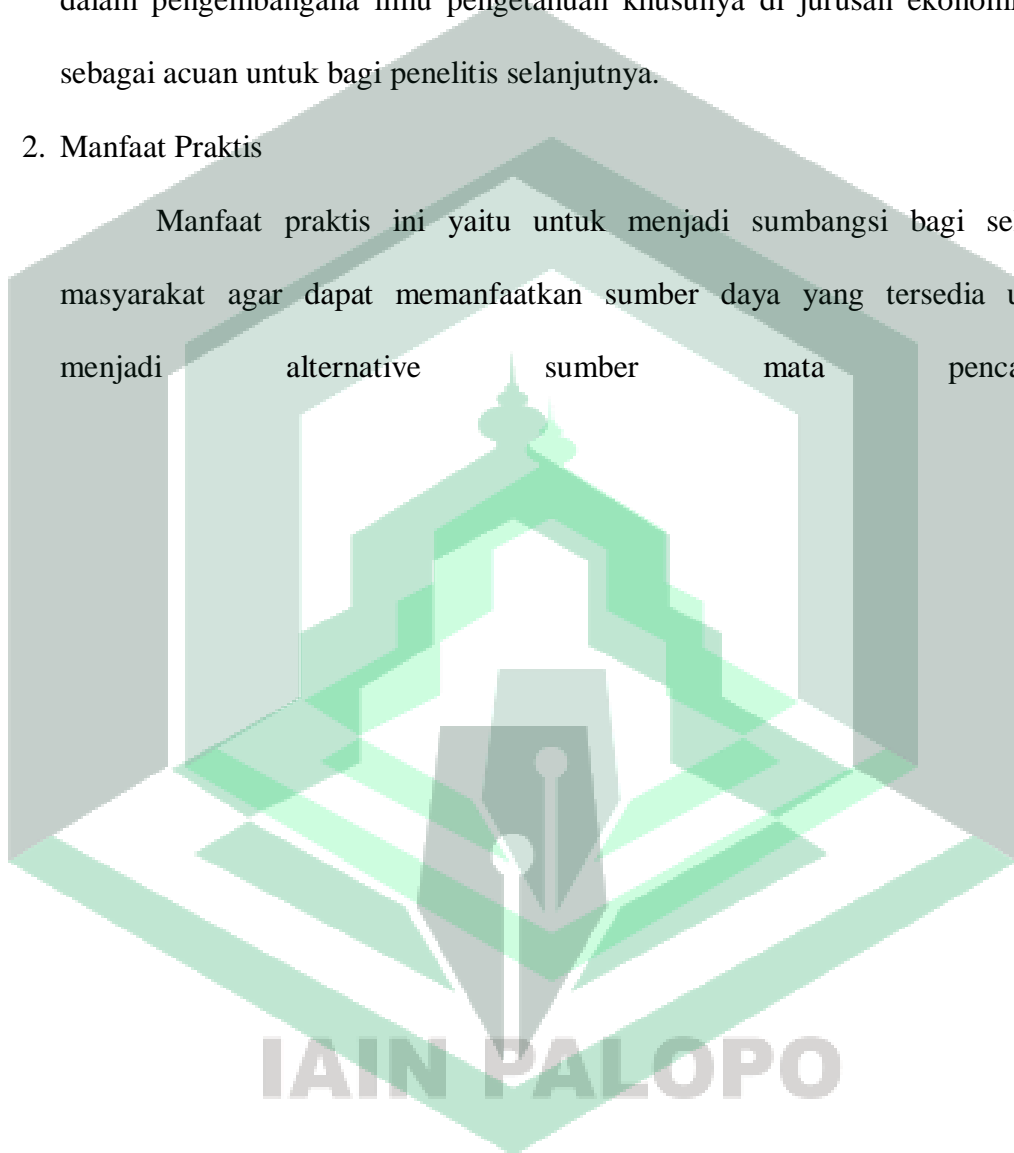 dalam pengembangana ilmu pengetahuan khusunya di jurusan ekonomi
sebagai acuan untuk bagi penelitis selanjutnya.
2. Manfaat Praktis
Manfaat praktis ini yaitu untuk menjadi sumbangsi bagi
masyarakat agar dapat memanfaatkan sumber daya yang tersedia
menjadi alternative sumber mata
IAIN PALOPO